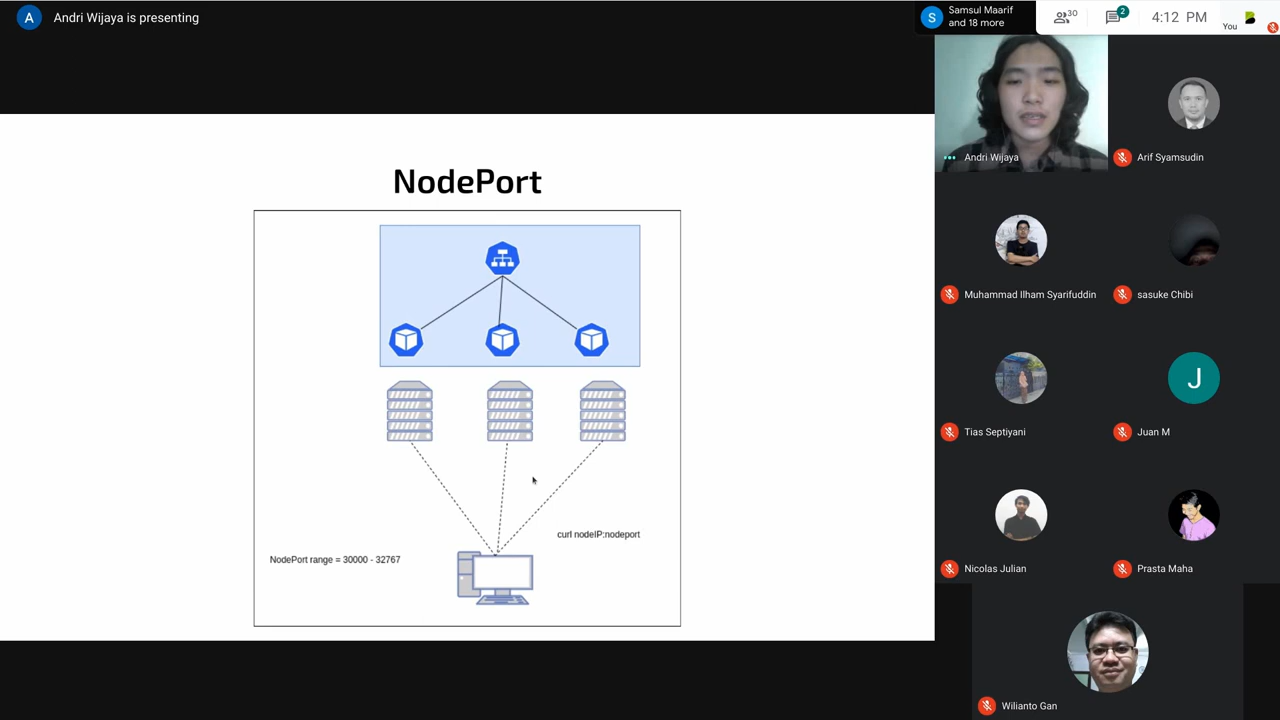 A
Andri Wijaya is presenting
S
Samsul Maarif
and 18 more
30
2
4:12 PM
You
NodePort
curl nodeIP:nodeport
NodePort range = 30000 - 32767
Andri Wijaya
Arif Syamsudin
Muhammad Ilham Syarifuddin
sasuke Chibi
J
Tias Septiyani
Juan M
Nicolas Julian
Prasta Maha
Wilianto Gan